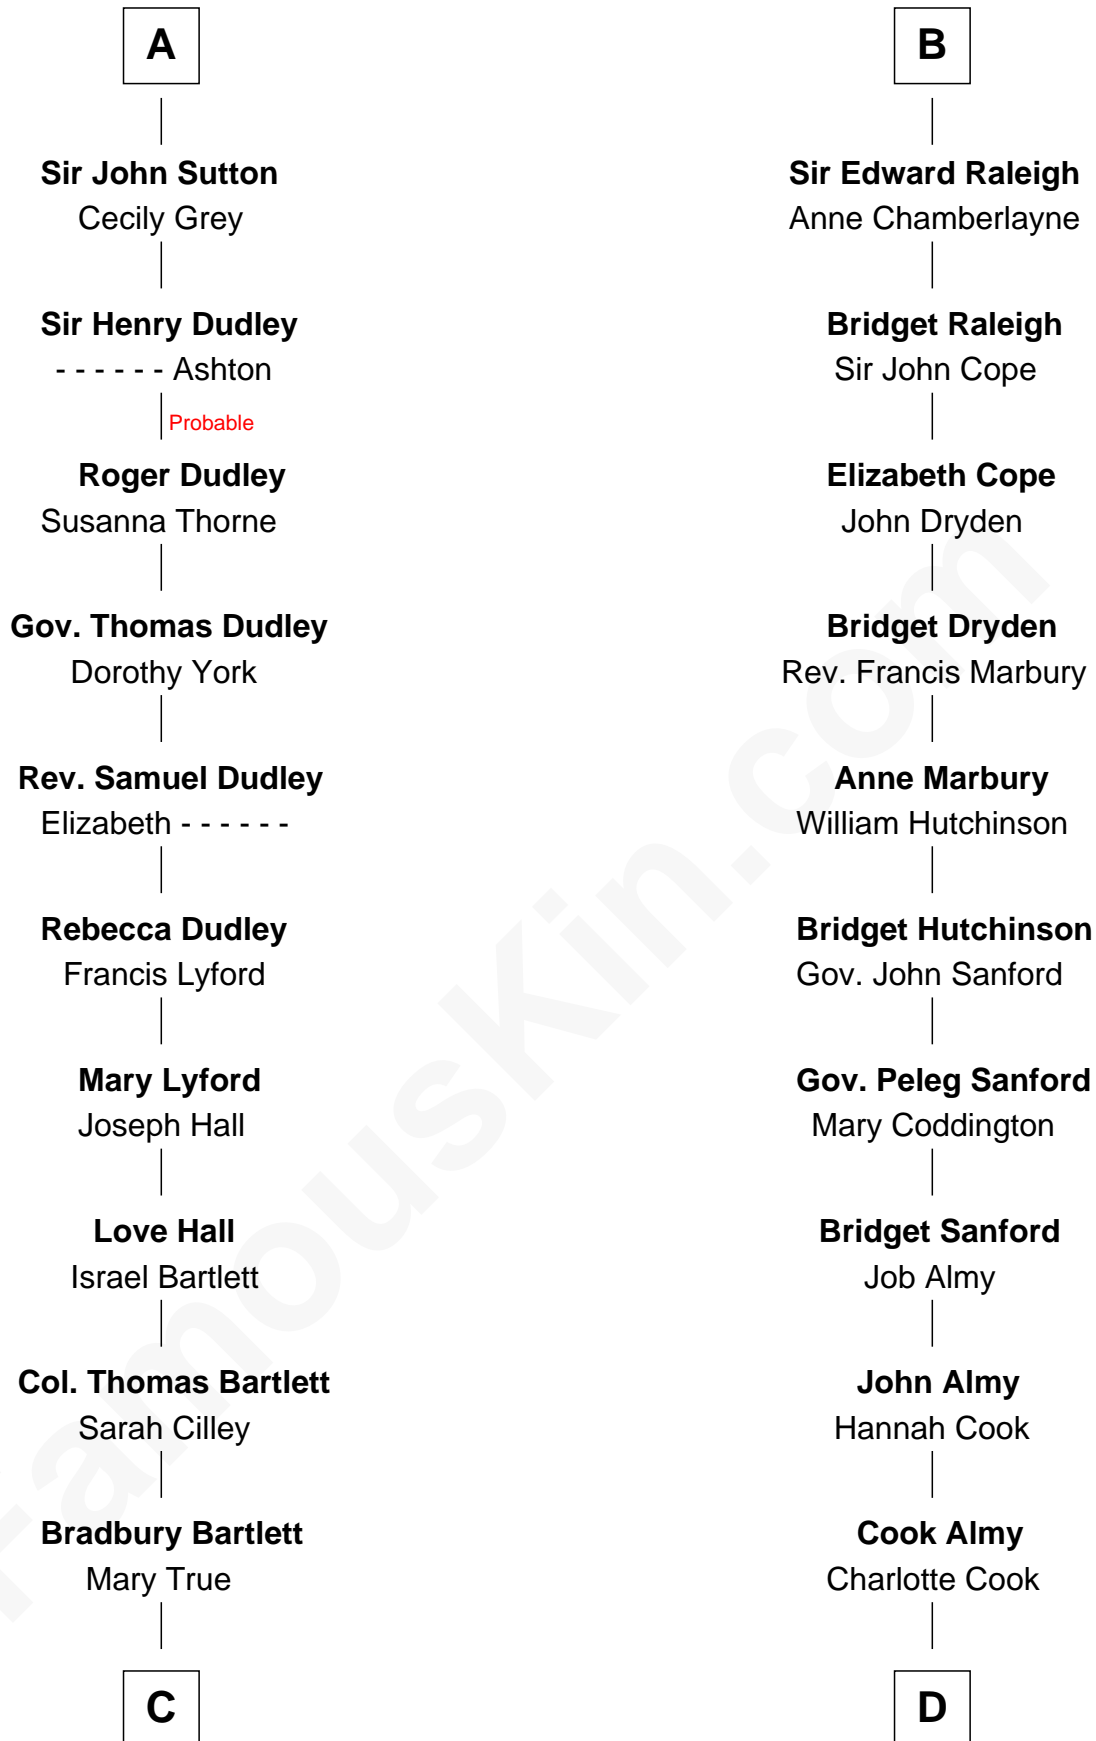 A
Sir John Sutton
Cecily Grey
Sir Henry Dudley
- - - - - - Ashton
Probable
Roger Dudley
Susanna Thorne
Gov. Thomas Dudley
Dorothy York
Rev. Samuel Dudley
Elizabeth - - - - - -
Rebecca Dudley
Francis Lyford
Mary Lyford
Joseph Hall
Love Hall
Israel Bartlett
Col. Thomas Bartlett
Sarah Cilley
Bradbury Bartlett
Mary True
C
B
Sir Edward Raleigh
Anne Chamberlayne
Bridget Raleigh
Sir John Cope
Elizabeth Cope
John Dryden
Bridget Dryden
Rev. Francis Marbury
Anne Marbury
William Hutchinson
Bridget Hutchinson
Gov. John Sanford
Gov. Peleg Sanford
Mary Coddington
Bridget Sanford
Job Almy
John Almy
Hannah Cook
Cook Almy
Charlotte Cook
D
FamousKin.com